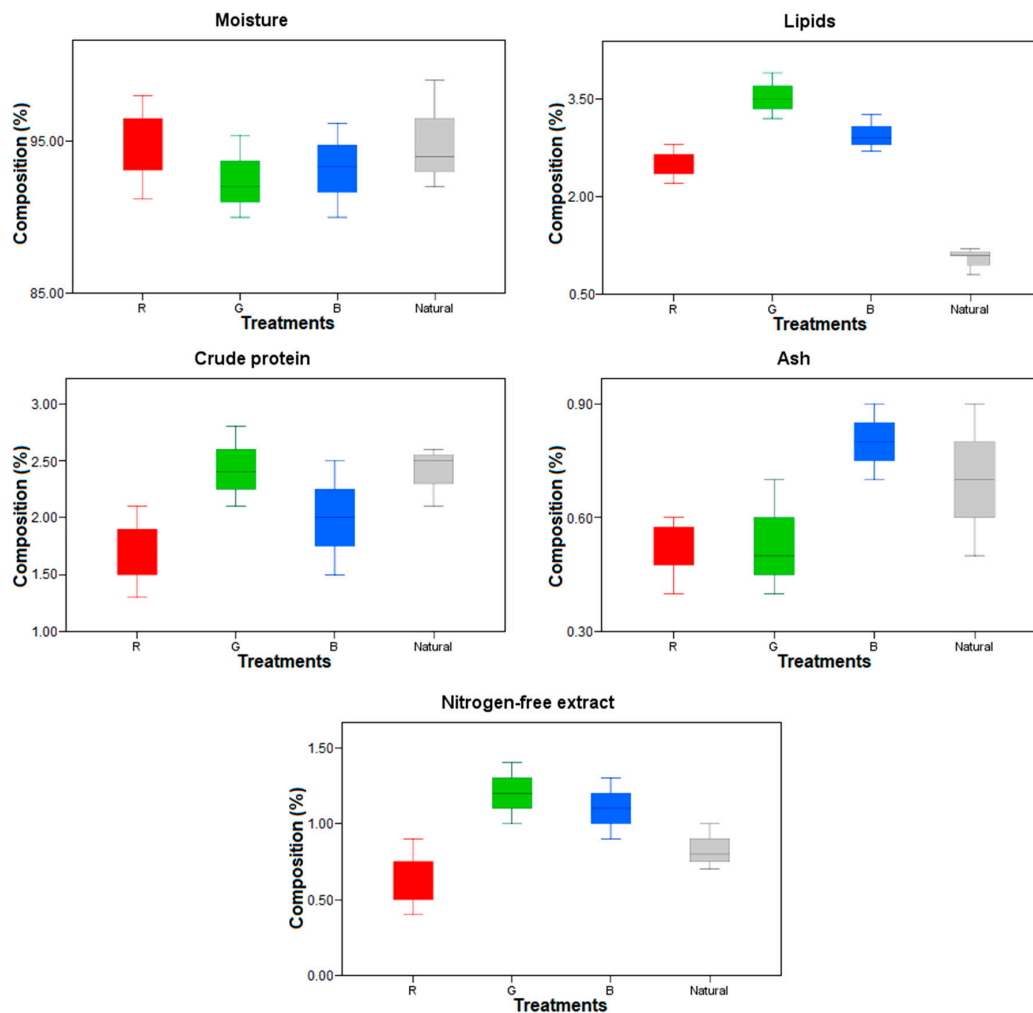 Moisture
Composition (%)
95.00
85.00
R G B Natural
Treatments
Lipids
Composition (%)
3.50
2.00
0.50
R G B Natural
Treatments
Crude protein
Composition (%)
3.00
2.50
2.00
1.50
1.00
R G B Natural
Treatments
Ash
Composition (%)
0.90
0.60
0.30
R G B Natural
Treatments
Nitrogen-free extract
Composition (%)
1.50
1.00
0.50
0.00
R G B Natural
Treatments